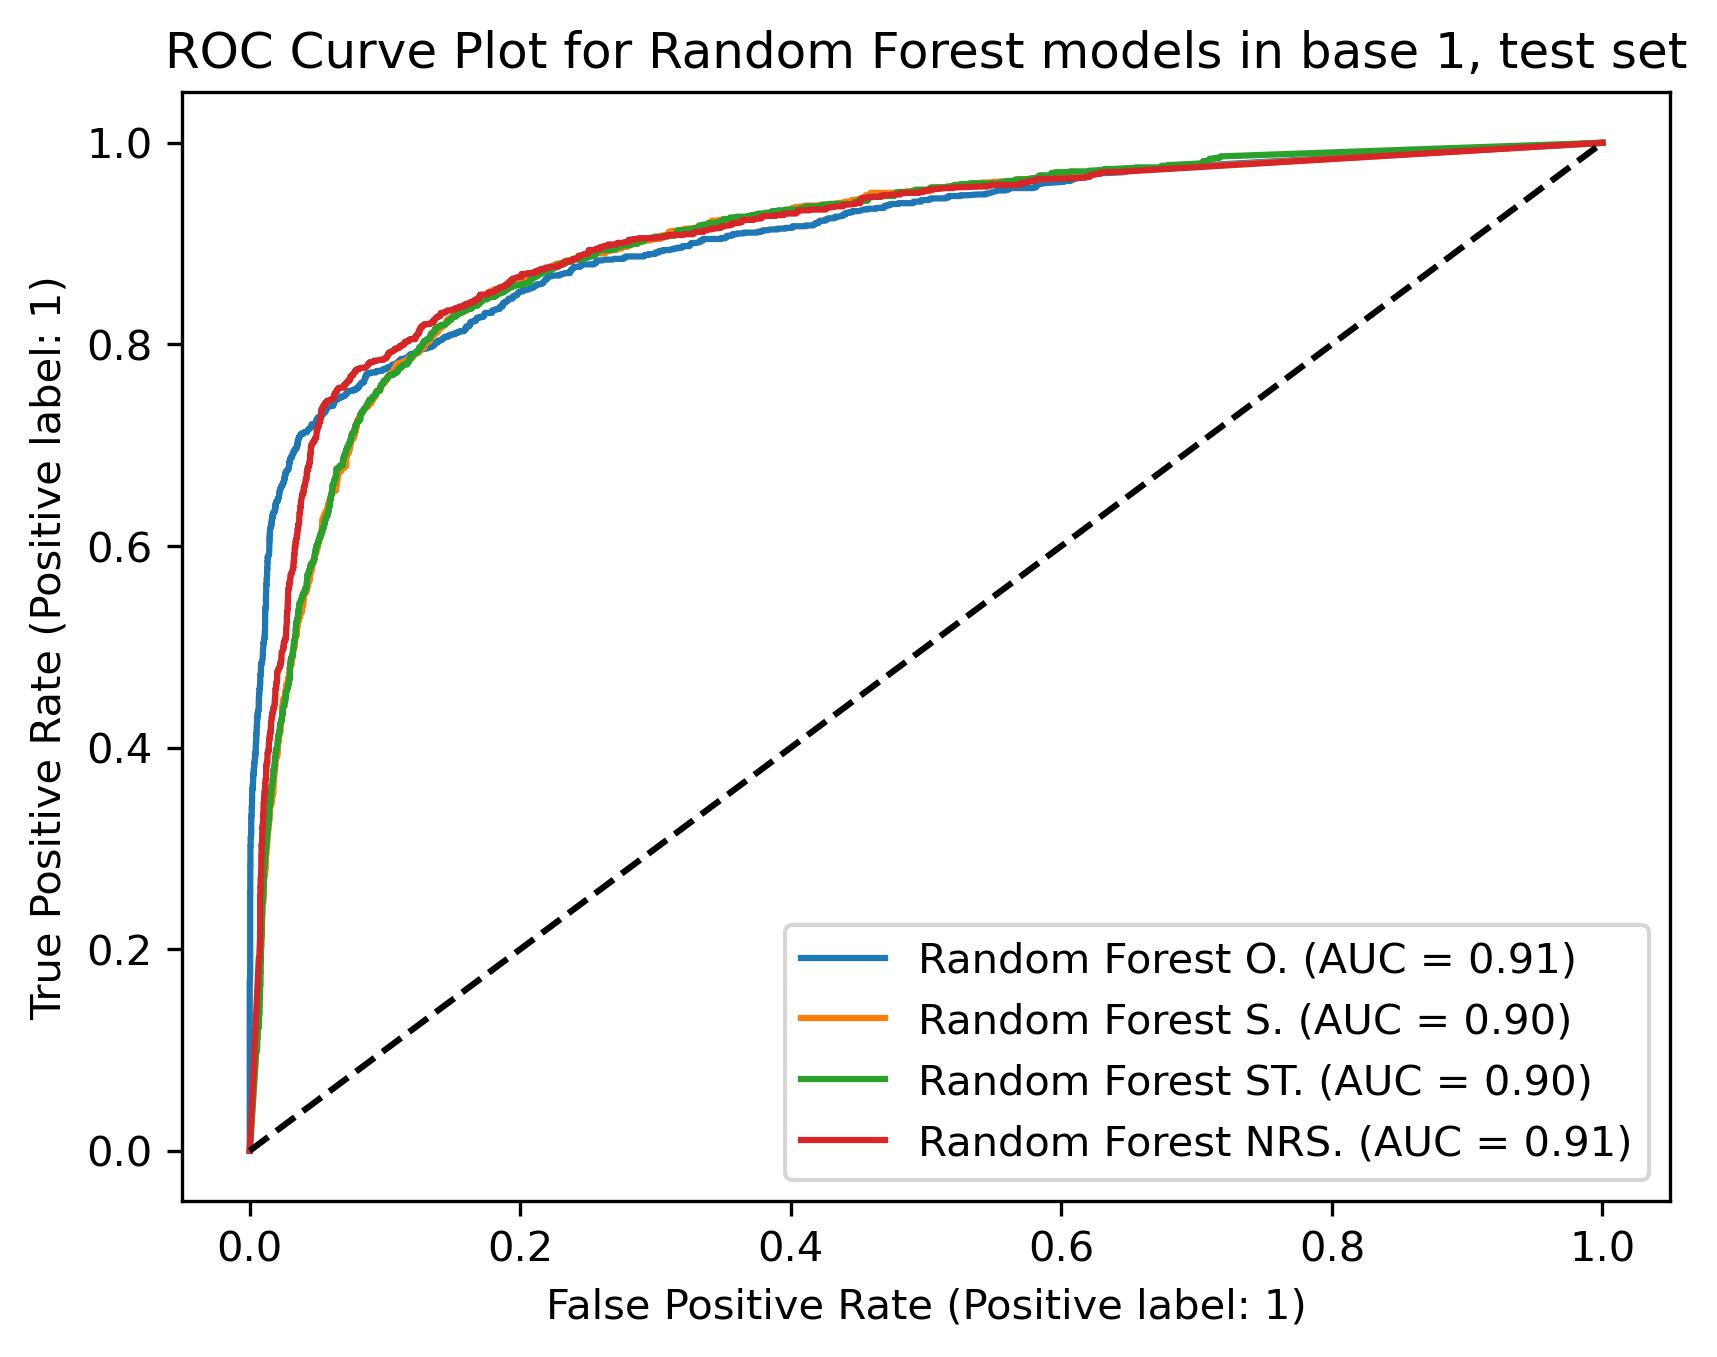 ROC Curve Plot for Random Forest models in base 1, test set
True Positive Rate (Positive label: 1)
1.0
0.8
0.6
0.4
0.2
0.0
Random Forest O. (AUC = 0.91)
Random Forest S. (AUC = 0.90)
Random Forest ST. (AUC = 0.90)
Random Forest NRS. (AUC = 0.91)
0.0 0.2 0.4 0.6 0.8 1.0
False Positive Rate (Positive label: 1)